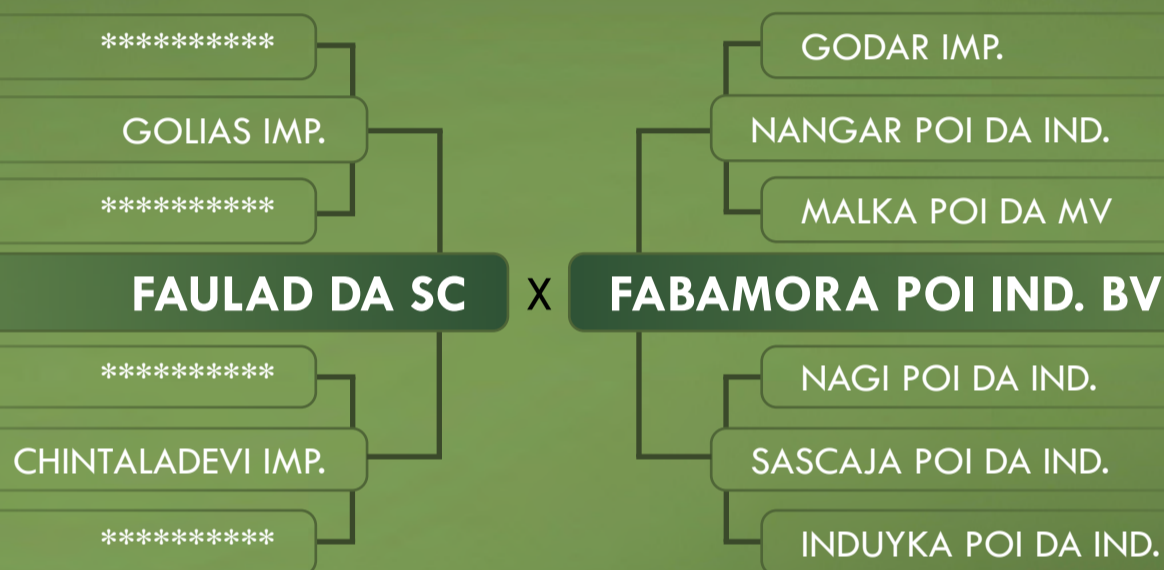 **********
GOLIAS IMP.
**********
FAULAD DA SC
**********
CHINTALADEVI IMP.
**********
X
GODAR IMP.
NANGAR POI DA IND.
MALKA POI DA MV
FABAMORA POI IND. BV
NAGI POI DA IND.
SASCAJA POI DA IND.
INDUYKA POI DA IND.